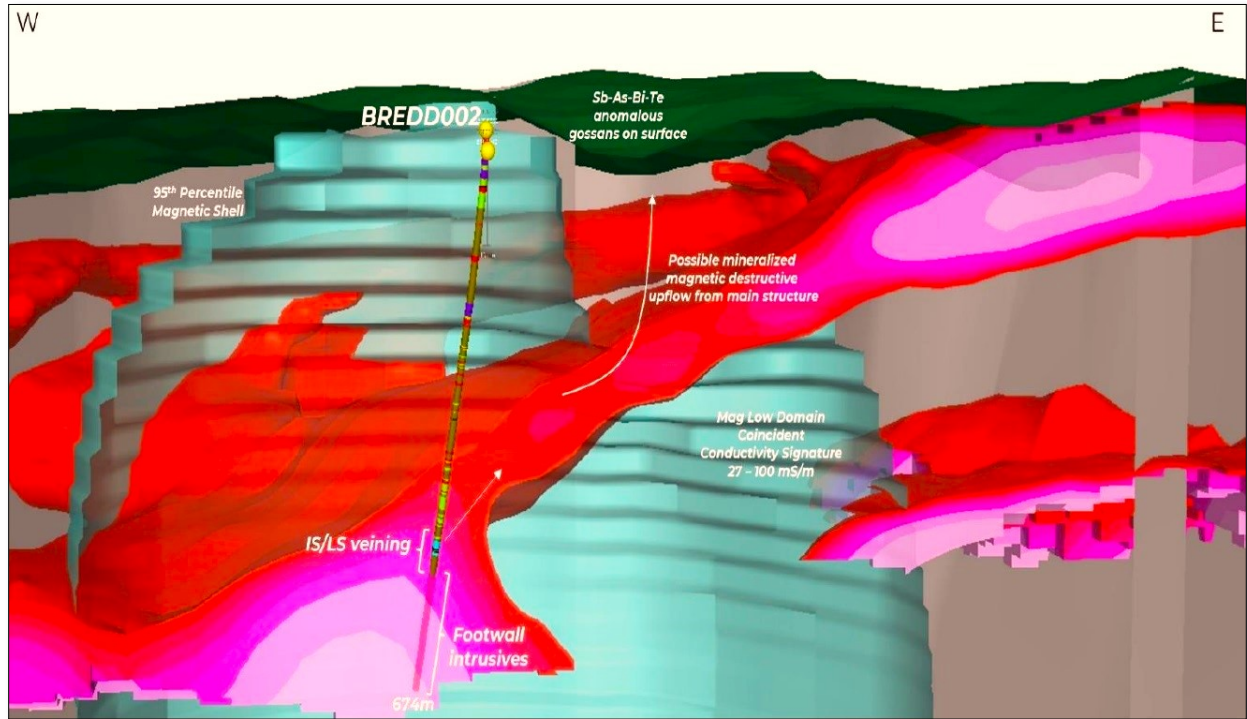 W
E
BREDD002
Sb-As-Bi-Te
anomalous
gossans on surface
95th Percentile
Magnetic Shell
Possible mineralized
magnetic destructive
upflow from main structure
Mag Low Domain
Coincident
Conductivity Signature
27 – 100 mS/m
IS/LS veining
Footwall
intrusives
674m